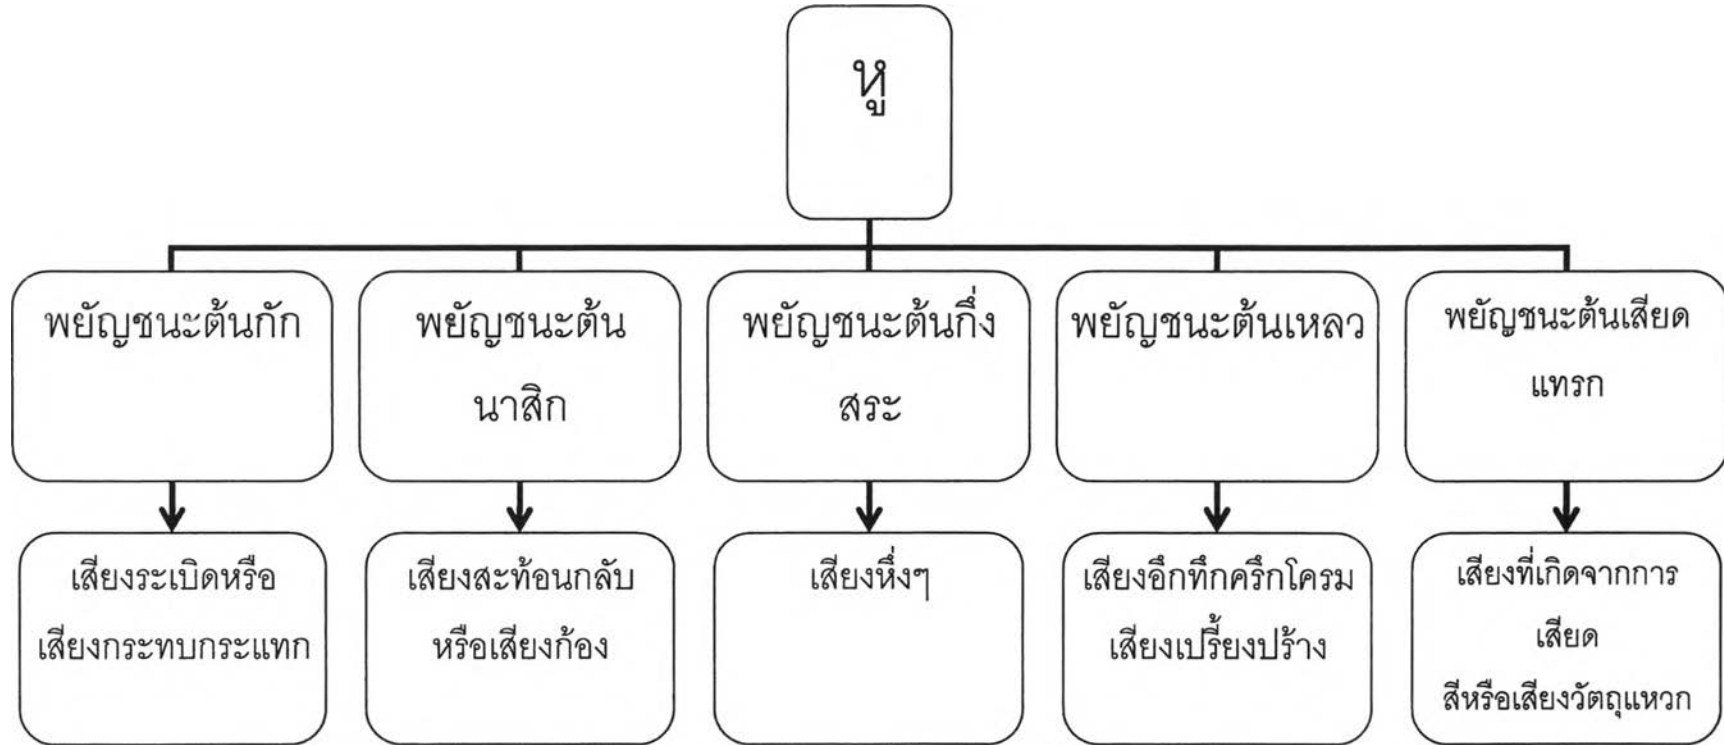 หู
พยัญชนะต้นกัก
พยัญชนะต้น
นาสิก
พยัญชนะต้นกึ่ง
สระ
พยัญชนะต้นเหลว
พยัญชนะต้นเสียด
แทรก
เสียงระเบิดหรือ
เสียงกระทบกระแทก
เสียงสะท้อนกลับ
หรือเสียงก้อง
เสียงหึ่งๆ
เสียงอึกทึกครึกโครม
เสียงเปรี้ยงปร้าง
เสียงที่เกิดจากการ
เสียด
สีหรือเสียงวัตถุแหวก